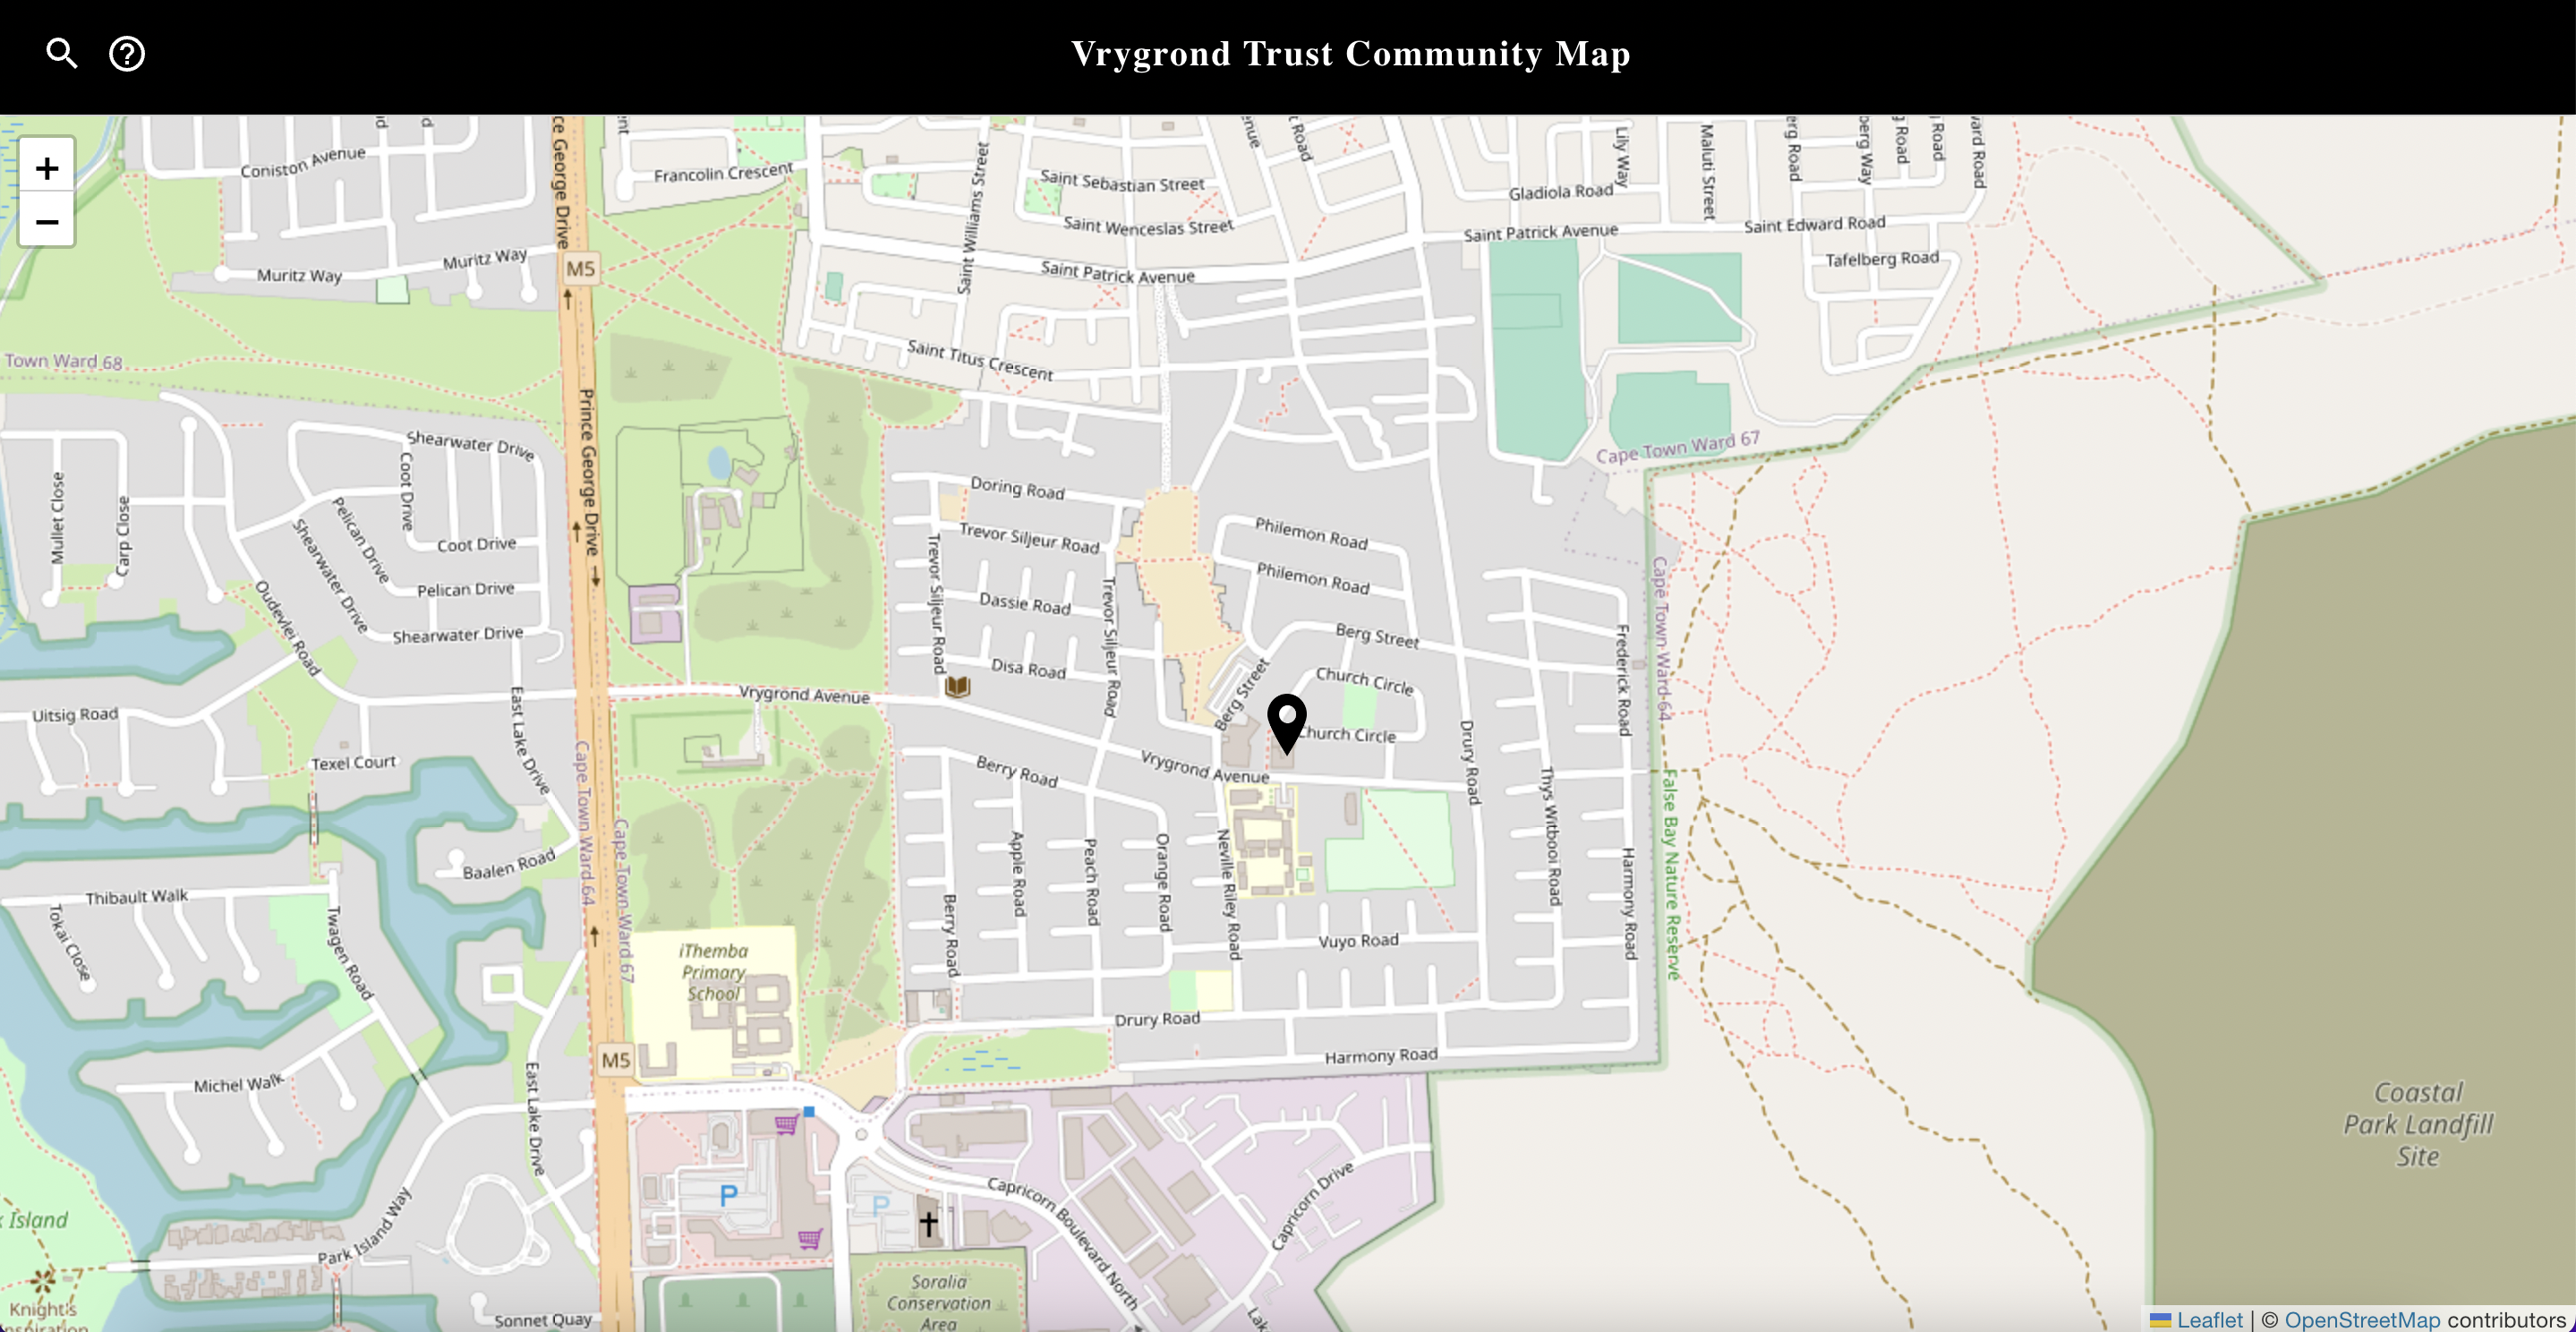 Vrygrond Trust Community Map
+
−
Coniston Avenue
Francolin Crescent
Saint Sebastian Street
Saint Wenceslas Street
Saint Williams Street
Lily Way
Maluti Street
Gladiola Road
Saint Patrick Avenue
Saint Edward Road
Tafelberg Road
Muritz Way
Muritz Way
M5
Saint Patrick Avenue
Saint Titus Crescent
Town Ward 68
Prince George Drive
Shearwater Drive
Coot Drive
Mullet Close
Carp Close
Pelican Drive
Shearwater Drive
Coot Drive
Pelican Drive
Shearwater Drive
Oudevlei Road
Cape Town Ward 67
Doring Road
Trevor Siljeur Road
Philemon Road
Philemon Road
Dassie Road
Trevor Siljeur Road
Trevor Siljeur Road
Disa Road
Berg Street
Berg Street
Church Circle
Church Circle
Frederick Road
Cape Town Ward 64
Uitsig Road
East Lake Drive
Vrygrond Avenue
Texel Court
Berry Road
Vrygrond Avenue
Drury Road
Thys Witbooi Road
False Bay Nature Reserve
Cape Town Ward 64
Cape Town Ward 67
Baalen Road
Thibault Walk
Tokai Close
Twagen Road
Berry Road
Apple Road
Peach Road
Orange Road
Neville Riley Road
Harmony Road
Vuyo Road
iThemba
Primary
School
Drury Road
Harmony Road
M5
Michel Walk
East Lake Drive
Coastal
Park Landfill
Site
P
P
Capricorn Boulevard North
Capricorn Drive
Park Island Way
Island
Knight's
Soralia
Conservation
Area
Sonnet Quay
Leaflet | © OpenStreetMap contributors